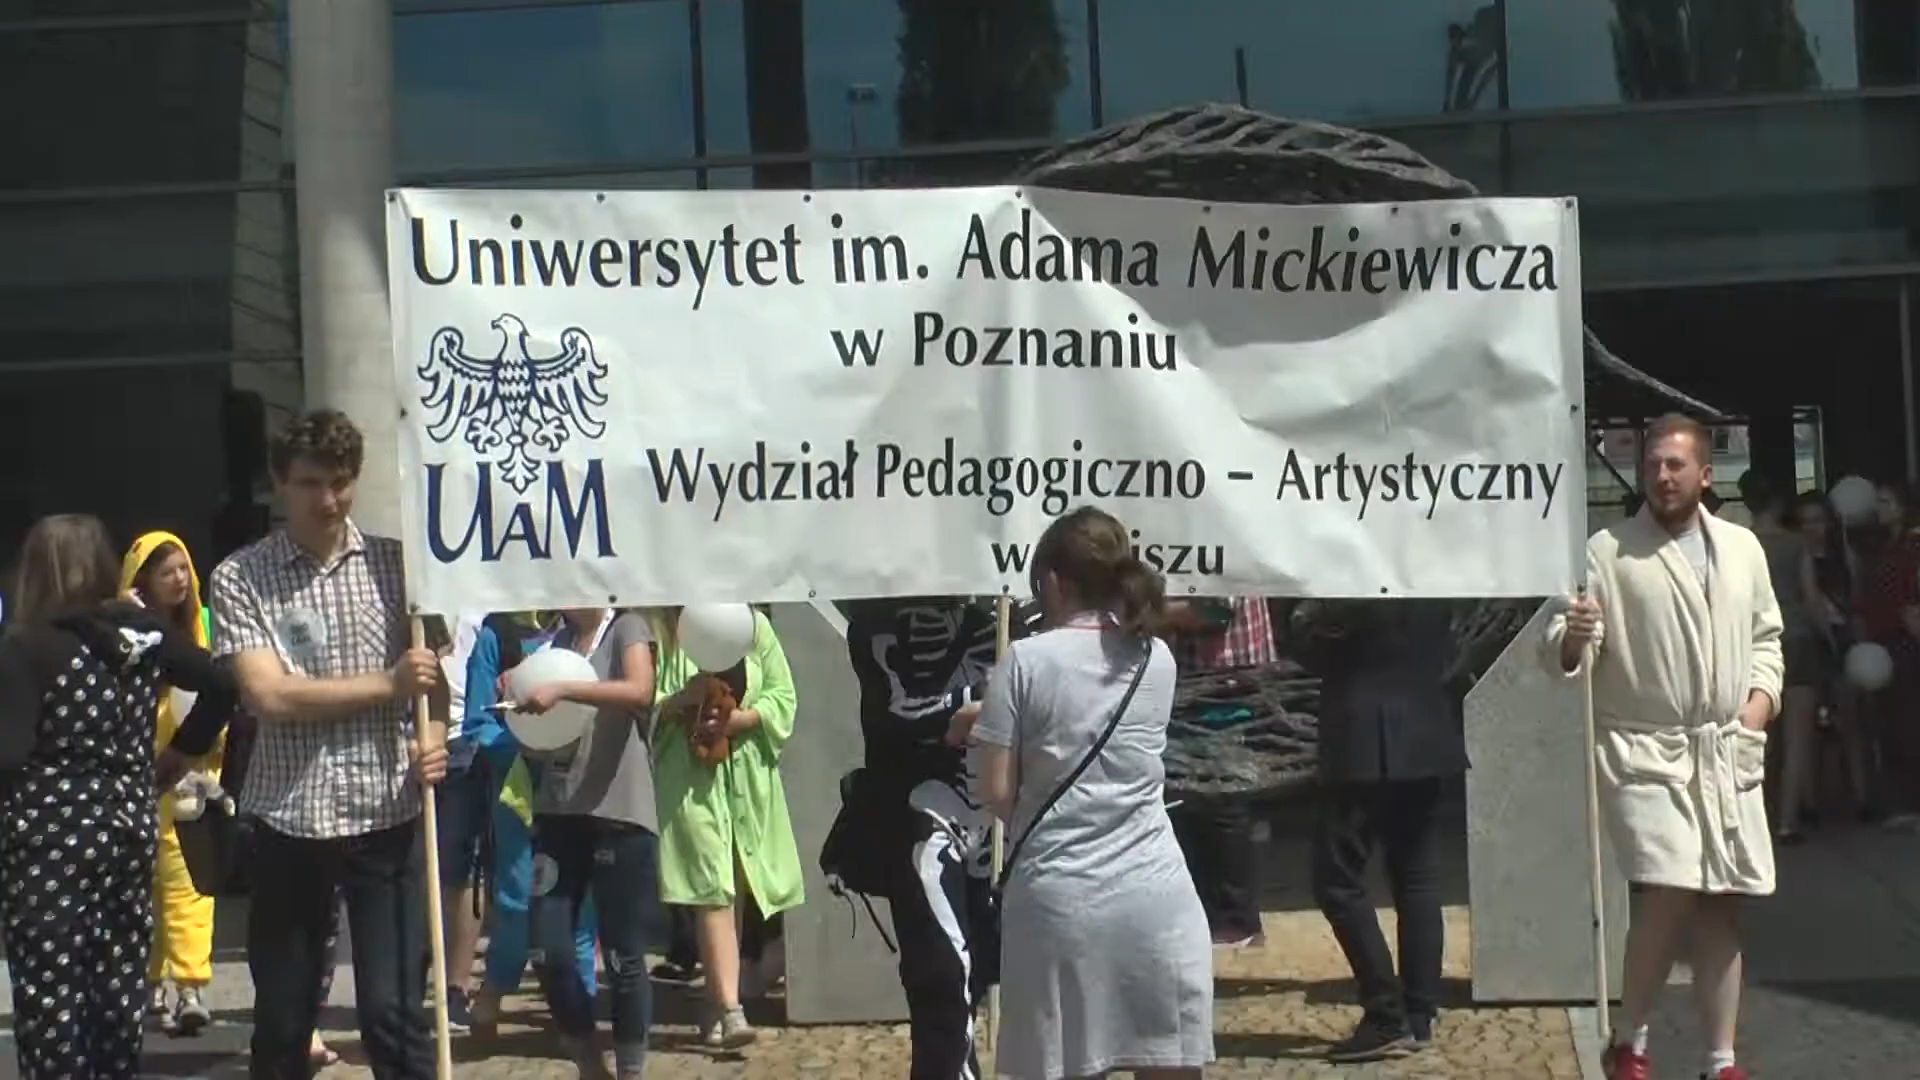 Uniwersytet im. Adama Mickiewicza
w Poznaniu
UAM
Wydział Pedagogiczno – Artystyczny
w